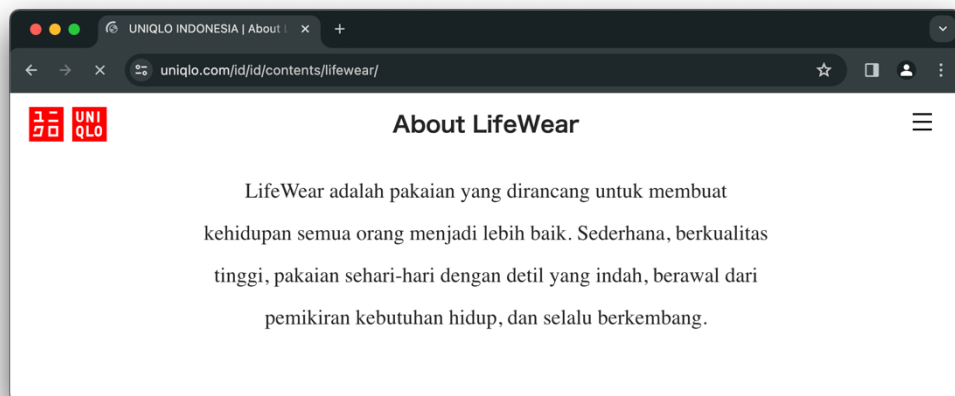 UNIQLO INDONESIA | About
uniqlo.com/id/id/contents/lifewear/
ユニ
クロ
UNI
QLO
About LifeWear
LifeWear adalah pakaian yang dirancang untuk membuat
kehidupan semua orang menjadi lebih baik. Sederhana, berkualitas
tinggi, pakaian sehari-hari dengan detil yang indah, berawal dari
pemikiran kebutuhan hidup, dan selalu berkembang.